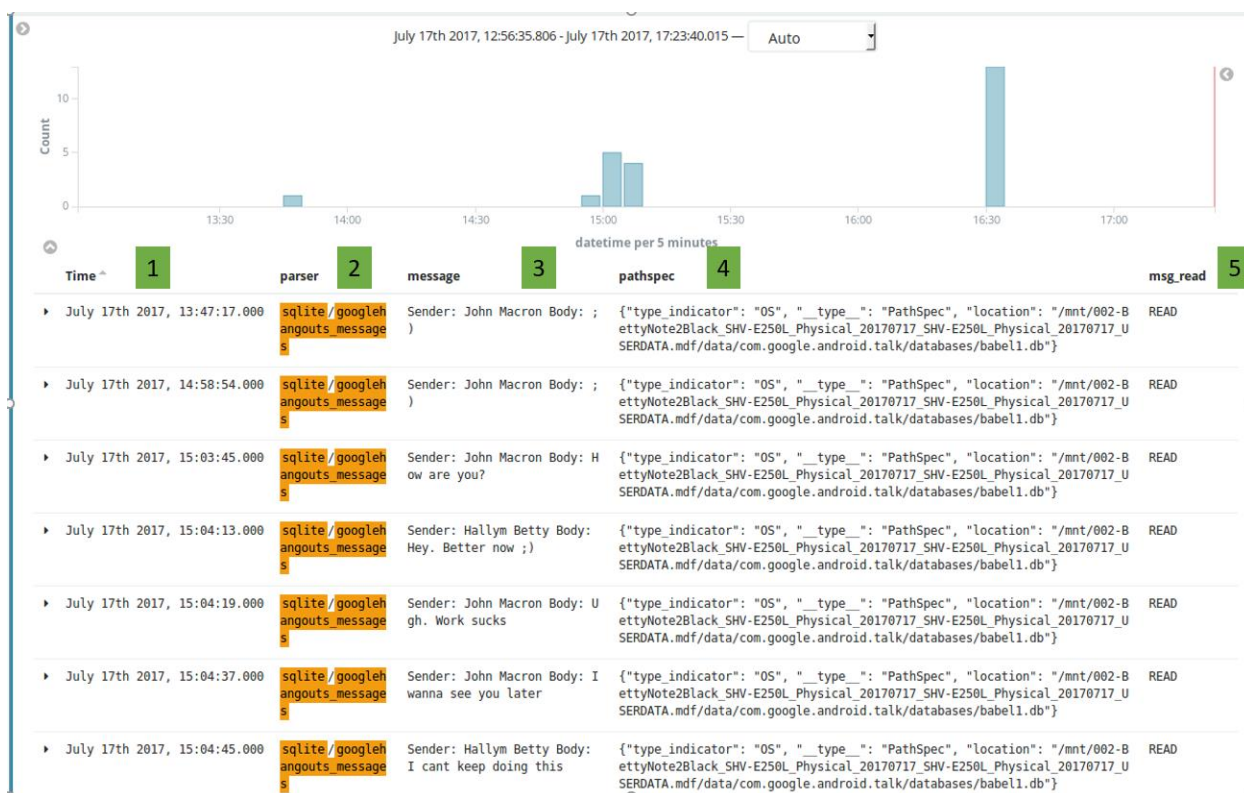 July 17th 2017, 12:56:35.806 - July 17th 2017, 17:23:40.015 — Auto
Count
10
5
0
13:30 14:00 14:30 15:00 15:30 16:00 16:30 17:00
datetime per 5 minutes
1 2 3 4 5
Time parser message pathspec msg_read
July 17th 2017, 13:47:17.000 sqlite/googleh Sender: John Macron Body: ; {"type_indicator": "OS", "__type__": "PathSpec", "location": "/mnt/002-B READ
angouts_message ) ettyNote2Black_SHV-E250L_Physical_20170717_SHV-E250L_Physical_20170717_U
s SERDATA.mdf/data/com.google.android.talk/databases/babel1.db"}
July 17th 2017, 14:58:54.000 sqlite/googleh Sender: John Macron Body: ; {"type_indicator": "OS", "__type__": "PathSpec", "location": "/mnt/002-B READ
angouts_message ) ettyNote2Black_SHV-E250L_Physical_20170717_SHV-E250L_Physical_20170717_U
s SERDATA.mdf/data/com.google.android.talk/databases/babel1.db"}
July 17th 2017, 15:03:45.000 sqlite/googleh Sender: John Macron Body: H {"type_indicator": "OS", "__type__": "PathSpec", "location": "/mnt/002-B READ
angouts_message ow are you? ettyNote2Black_SHV-E250L_Physical_20170717_SHV-E250L_Physical_20170717_U
s SERDATA.mdf/data/com.google.android.talk/databases/babel1.db"}
July 17th 2017, 15:04:13.000 sqlite/googleh Sender: Hallym Betty Body: {"type_indicator": "OS", "__type__": "PathSpec", "location": "/mnt/002-B READ
angouts_message Hey. Better now ;) ettyNote2Black_SHV-E250L_Physical_20170717_SHV-E250L_Physical_20170717_U
s SERDATA.mdf/data/com.google.android.talk/databases/babel1.db"}
July 17th 2017, 15:04:19.000 sqlite/googleh Sender: John Macron Body: U {"type_indicator": "OS", "__type__": "PathSpec", "location": "/mnt/002-B READ
angouts_message gh. Work sucks ettyNote2Black_SHV-E250L_Physical_20170717_SHV-E250L_Physical_20170717_U
s SERDATA.mdf/data/com.google.android.talk/databases/babel1.db"}
July 17th 2017, 15:04:37.000 sqlite/googleh Sender: John Macron Body: I {"type_indicator": "OS", "__type__": "PathSpec", "location": "/mnt/002-B READ
angouts_message wanna see you later ettyNote2Black_SHV-E250L_Physical_20170717_SHV-E250L_Physical_20170717_U
s SERDATA.mdf/data/com.google.android.talk/databases/babel1.db"}
July 17th 2017, 15:04:45.000 sqlite/googleh Sender: Hallym Betty Body: {"type_indicator": "OS", "__type__": "PathSpec", "location": "/mnt/002-B READ
angouts_message I cant keep doing this ettyNote2Black_SHV-E250L_Physical_20170717_SHV-E250L_Physical_20170717_U
s SERDATA.mdf/data/com.google.android.talk/databases/babel1.db"}